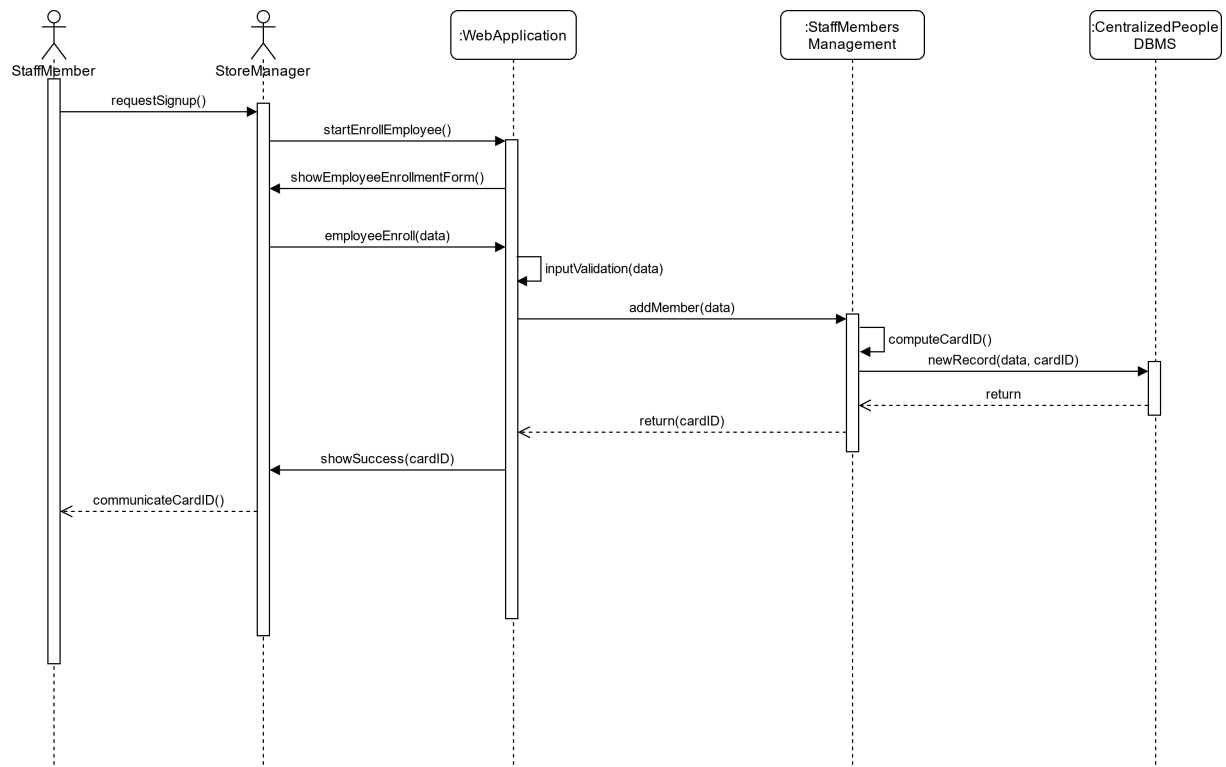 StaffMember
StoreManager
:WebApplication
:StaffMembers
Management
:CentralizedPeople
DBMS
requestSignup()
startEnrollEmployee()
showEmployeeEnrollmentForm()
employeeEnroll(data)
inputValidation(data)
addMember(data)
computeCardID()
newRecord(data, cardID)
return
return(cardID)
showSuccess(cardID)
communicateCardID()